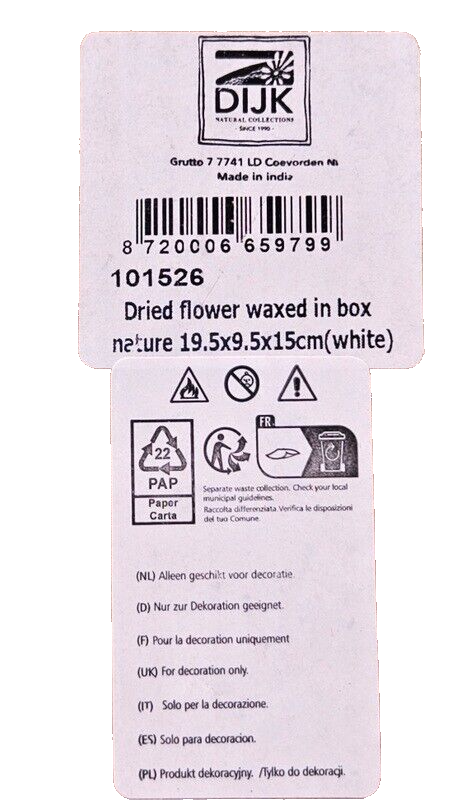 DIJK
NATURAL COLLECTIONS
- SINCE 1990 -
Grutto 7 7741 LD Coevorden Nl
Made in india
8 720006 659799
101526
Dried flower waxed in box
nature 19.5x9.5x15cm(white)
FR
22
PAP
Paper
Carta
Separate waste collection. Check your local
municipal guidelines.
Raccolta differenziata. Verifica le disposizioni
del tuo Comune.
(NL) Alleen geschikt voor decoratie.
(D) Nur zur Dekoration geeignet.
(F) Pour la decoration uniquement
(UK) For decoration only.
(IT) Solo per la decorazione.
(ES) Solo para decoracion.
(PL) Produkt dekoracyjny. /Tylko do dekoracji.